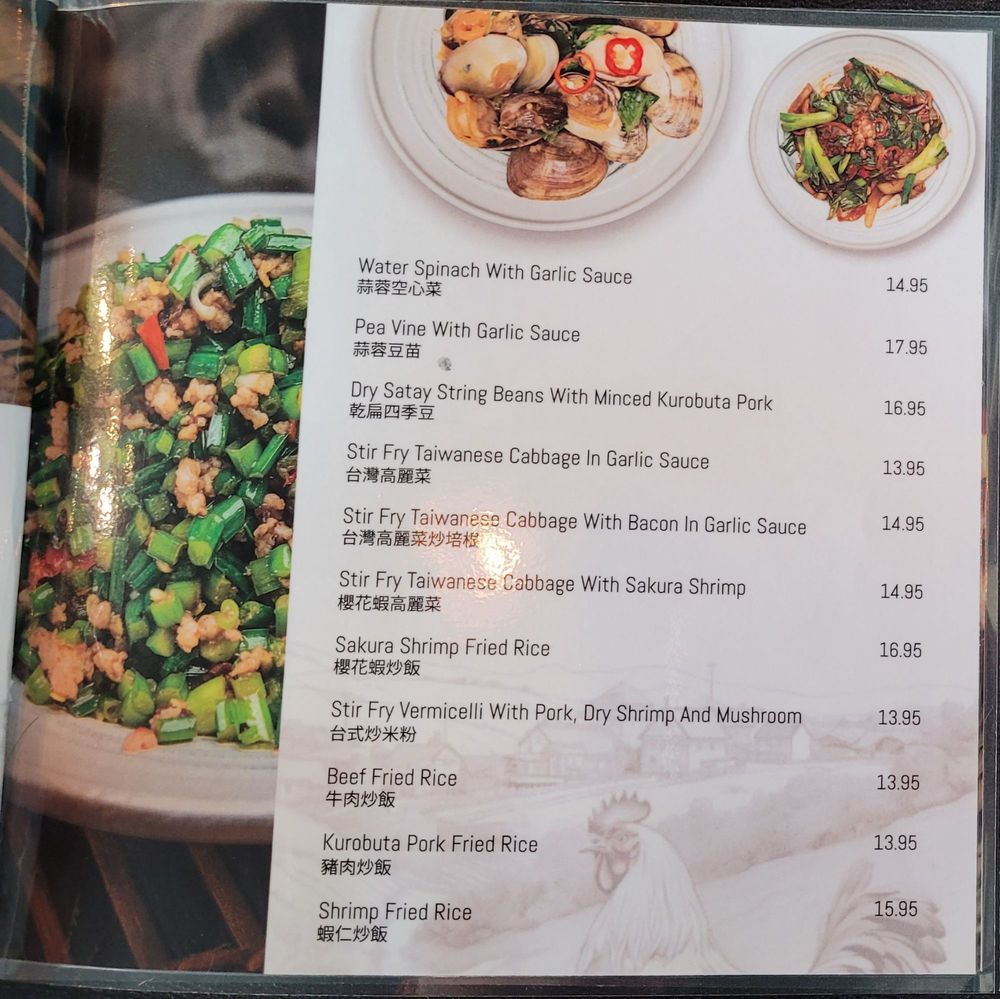 Water Spinach With Garlic Sauce 14.95
蒜蓉空心菜
Pea Vine With Garlic Sauce 17.95
蒜蓉豆苗
Dry Satay String Beans With Minced Kurobuta Pork 16.95
乾扁四季豆
Stir Fry Taiwanese Cabbage In Garlic Sauce 13.95
台灣高麗菜
Stir Fry Taiwanese Cabbage With Bacon In Garlic Sauce 14.95
台灣高麗菜炒培根
Stir Fry Taiwanese Cabbage With Sakura Shrimp 14.95
櫻花蝦高麗菜
Sakura Shrimp Fried Rice 16.95
櫻花蝦炒飯
Stir Fry Vermicelli With Pork, Dry Shrimp And Mushroom 13.95
台式炒米粉
Beef Fried Rice 13.95
牛肉炒飯
Kurobuta Pork Fried Rice 13.95
豬肉炒飯
Shrimp Fried Rice 15.95
蝦仁炒飯